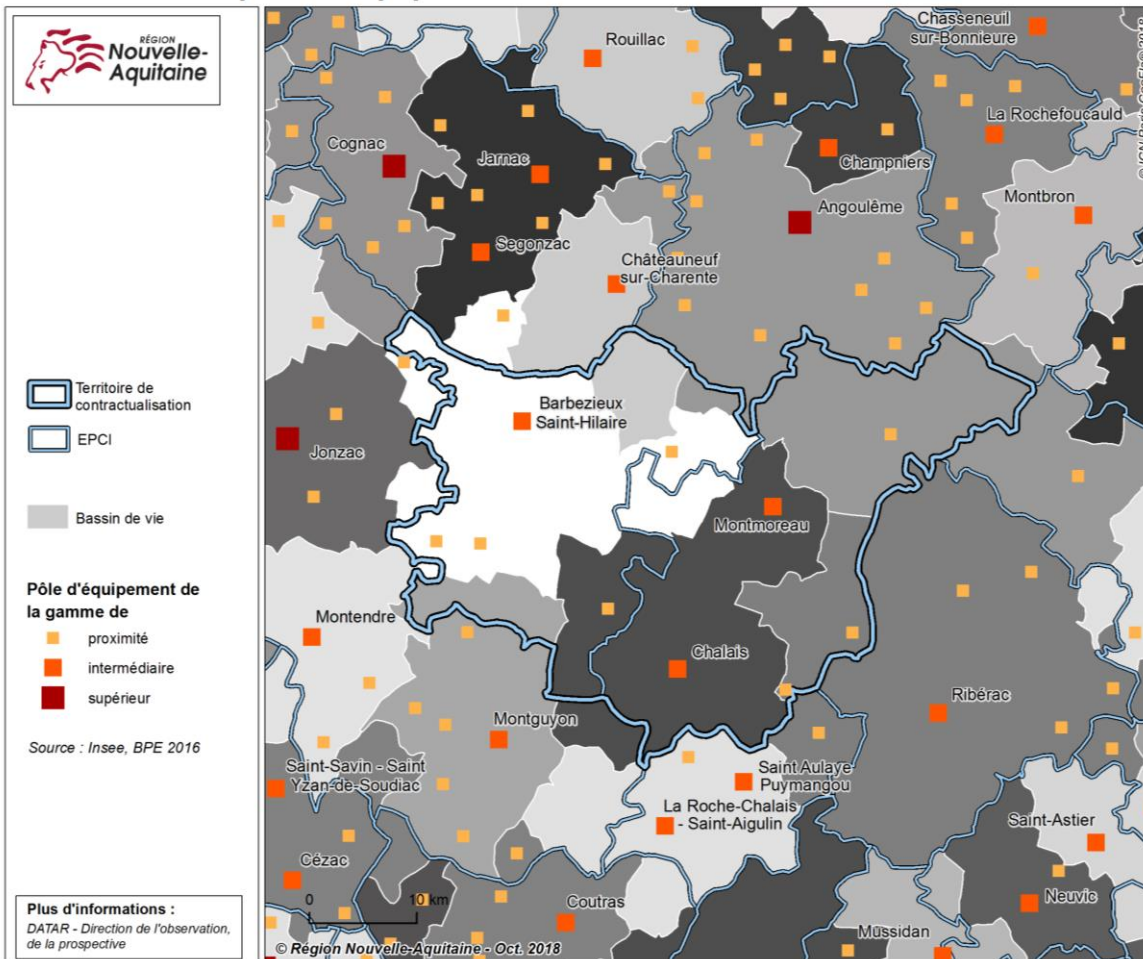 RÉGION
Nouvelle-
Aquitaine
Territoire de
contractualisation
EPCI
Bassin de vie
Pôle d'équipement de
la gamme de
proximité
intermédiaire
supérieur
Source : Insee, BPE 2016
Plus d'informations :
DATAR - Direction de l'observation,
de la prospective
Chasseneuil
sur-Bonnieure
Rouillac
La Rochefoucauld
Cognac
Jarnac
Champniers
Montbron
Angoulême
Segonzac
Châteauneuf
sur-Charente
Barbezieux
Saint-Hilaire
Jonzac
Montmoreau
Montendre
Chalais
Ribérac
Montguyon
Saint-Savin - Saint
Yzan-de-Soudiac
Saint Aulaye-
Puymangou
La Roche-Chalais
- Saint-Aigulin
Saint-Astier
Cézac
Neuvic
Coutras
Mussidan
0 10 km
© Région Nouvelle-Aquitaine - Oct. 2018